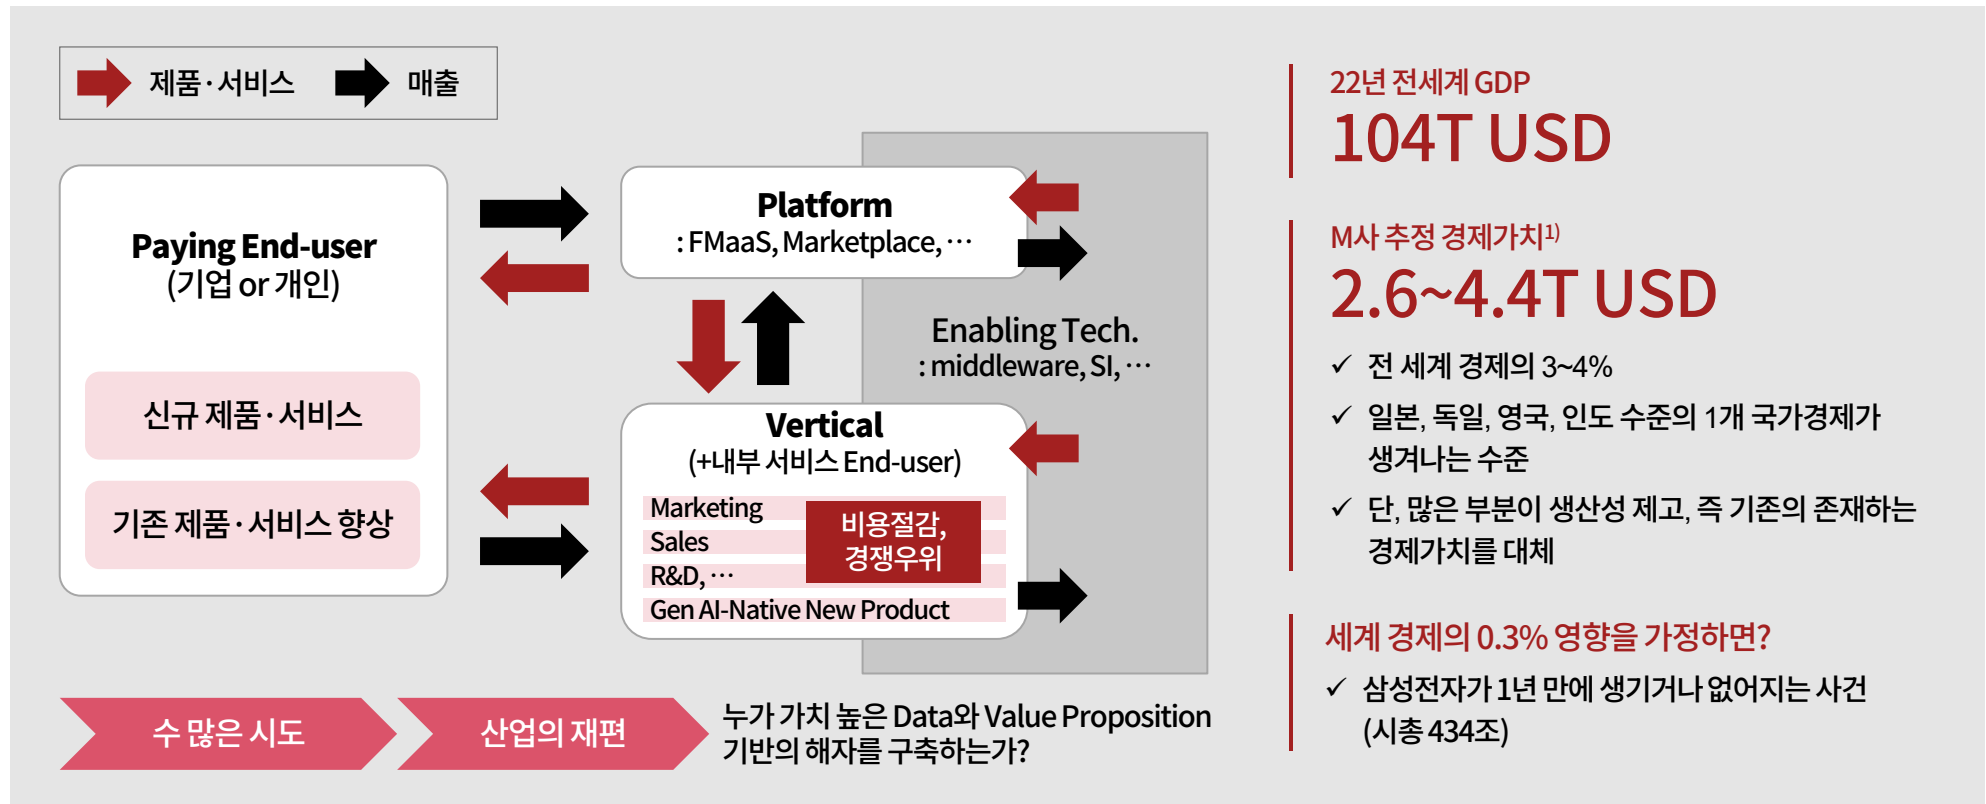 제품·서비스
매출
Paying End-user
(기업 or 개인)
신규 제품·서비스
기존 제품·서비스 향상
Platform
: FMaaS, Marketplace, ···
Enabling Tech.
: middleware, SI, ···
Vertical
(+내부 서비스 End-user)
Marketing
Sales
R&D, ···
Gen AI-Native New Product
비용절감,
경쟁우위
수 많은 시도
산업의 재편
누가 가치 높은 Data와 Value Proposition
기반의 해자를 구축하는가?
22년 전세계 GDP
104T USD
M사 추정 경제가치1)
2.6~4.4T USD
✓ 전 세계 경제의 3~4%
✓ 일본, 독일, 영국, 인도 수준의 1개 국가경제가
생겨나는 수준
✓ 단, 많은 부분이 생산성 제고, 즉 기존의 존재하는
경제가치를 대체
세계 경제의 0.3% 영향을 가정하면?
✓ 삼성전자가 1년 만에 생기거나 없어지는 사건
(시총 434조)